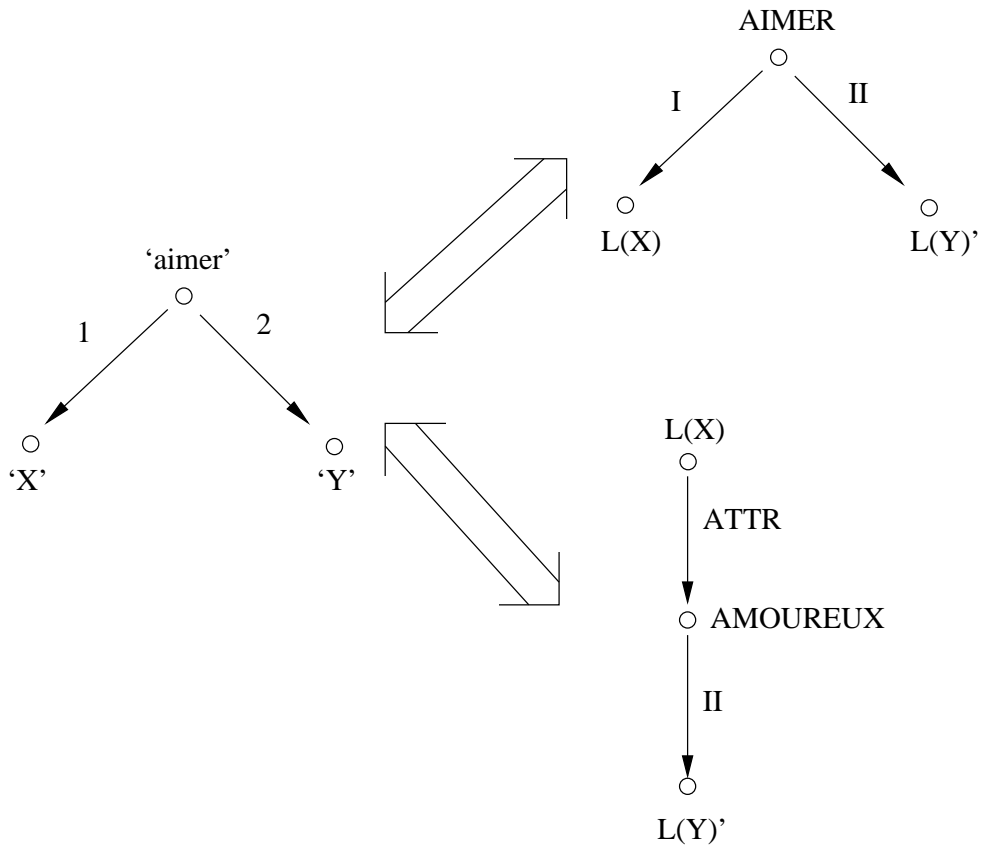 AIMER
I
II
L(X)
L(Y)’
‘aimer’
1
2
‘X’
‘Y’
L(X)
ATTR
AMOUREUX
II
L(Y)’